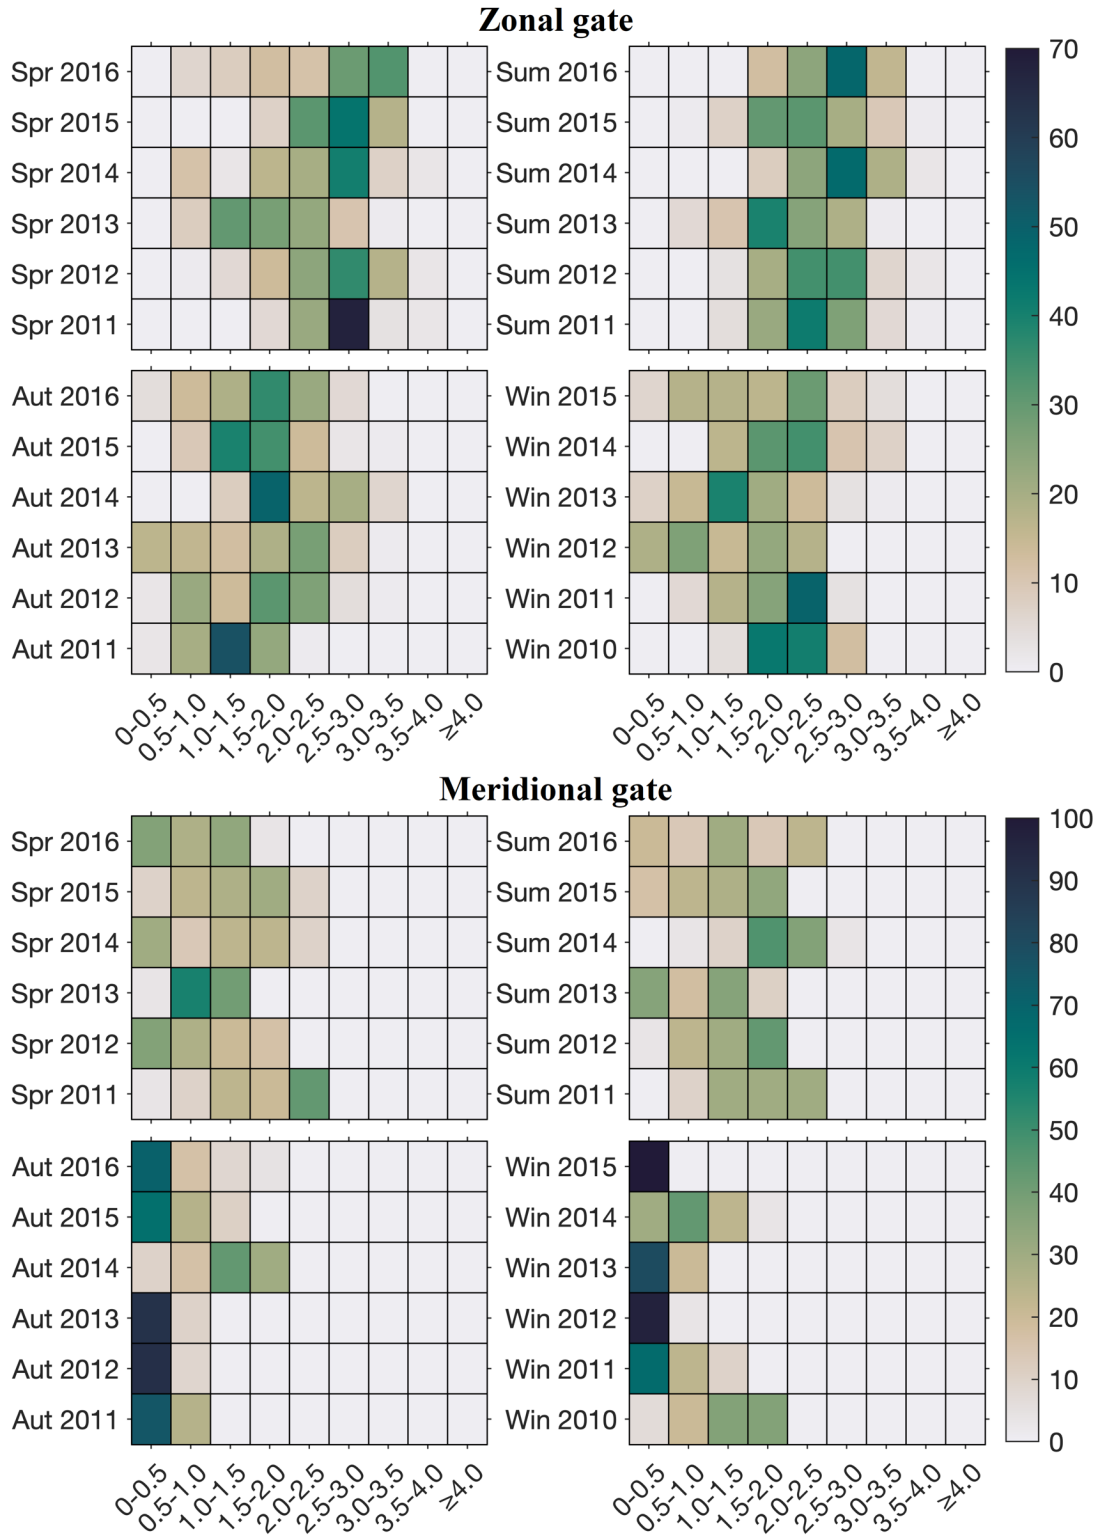 Zonal gate
Spr 2016
Spr 2015
Spr 2014
Spr 2013
Spr 2012
Spr 2011
Sum 2016
Sum 2015
Sum 2014
Sum 2013
Sum 2012
Sum 2011
Aut 2016
Aut 2015
Aut 2014
Aut 2013
Aut 2012
Aut 2011
Win 2015
Win 2014
Win 2013
Win 2012
Win 2011
Win 2010
0-0.5
0.5-1.0
1.0-1.5
1.5-2.0
2.0-2.5
2.5-3.0
3.0-3.5
3.5-4.0
≥4.0
0-0.5
0.5-1.0
1.0-1.5
1.5-2.0
2.0-2.5
2.5-3.0
3.0-3.5
3.5-4.0
≥4.0
70
60
50
40
30
20
10
0
Meridional gate
Spr 2016
Spr 2015
Spr 2014
Spr 2013
Spr 2012
Spr 2011
Sum 2016
Sum 2015
Sum 2014
Sum 2013
Sum 2012
Sum 2011
Aut 2016
Aut 2015
Aut 2014
Aut 2013
Aut 2012
Aut 2011
Win 2015
Win 2014
Win 2013
Win 2012
Win 2011
Win 2010
0-0.5
0.5-1.0
1.0-1.5
1.5-2.0
2.0-2.5
2.5-3.0
3.0-3.5
3.5-4.0
≥4.0
0-0.5
0.5-1.0
1.0-1.5
1.5-2.0
2.0-2.5
2.5-3.0
3.0-3.5
3.5-4.0
≥4.0
100
90
80
70
60
50
40
30
20
10
0